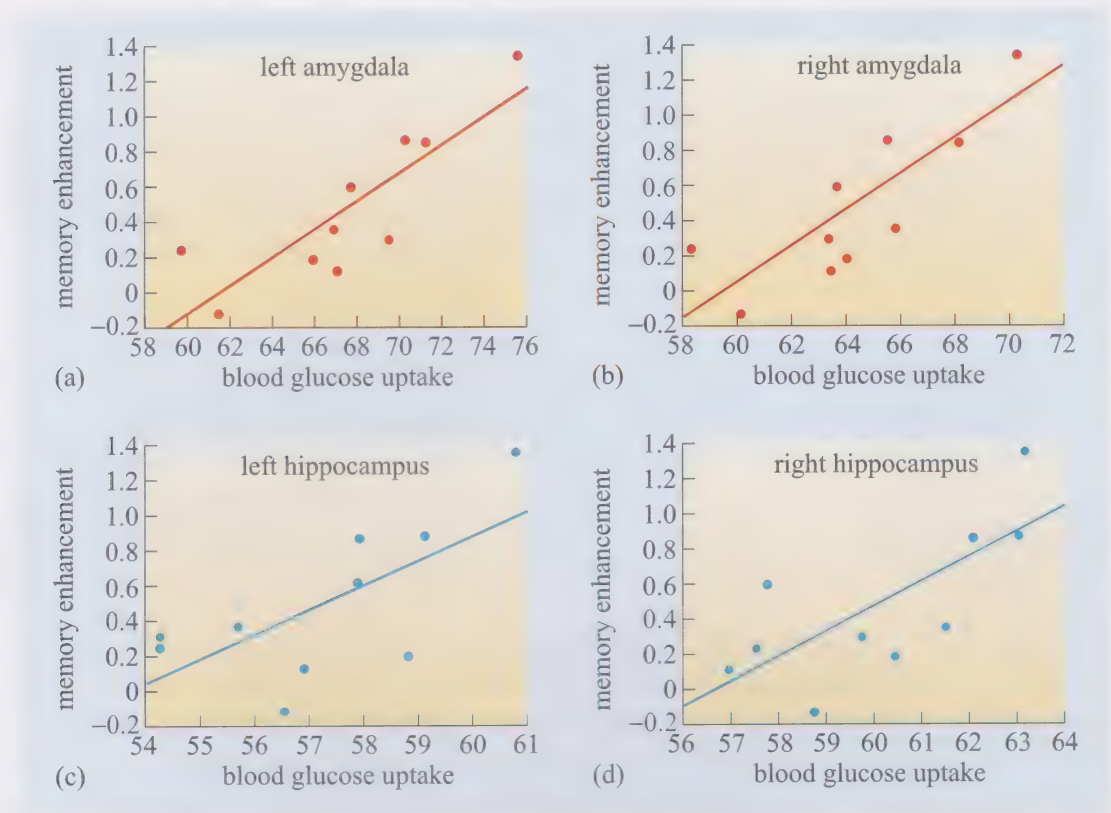 left amygdala
memory enhancement
1.4
1.2
1.0
0.8
0.6
0.4
0.2
0
–0.2
58 60 62 64 66 68 70 72 74 76
(a) blood glucose uptake
right amygdala
memory enhancement
1.4
1.2
1.0
0.8
0.6
0.4
0.2
0
–0.2
58 60 62 64 66 68 70 72
(b) blood glucose uptake
left hippocampus
memory enhancement
1.4
1.2
1.0
0.8
0.6
0.4
0.2
0
–0.2
54 55 56 57 58 59 60 61
(c) blood glucose uptake
right hippocampus
memory enhancement
1.4
1.2
1.0
0.8
0.6
0.4
0.2
0
–0.2
56 57 58 59 60 61 62 63 64
(d) blood glucose uptake